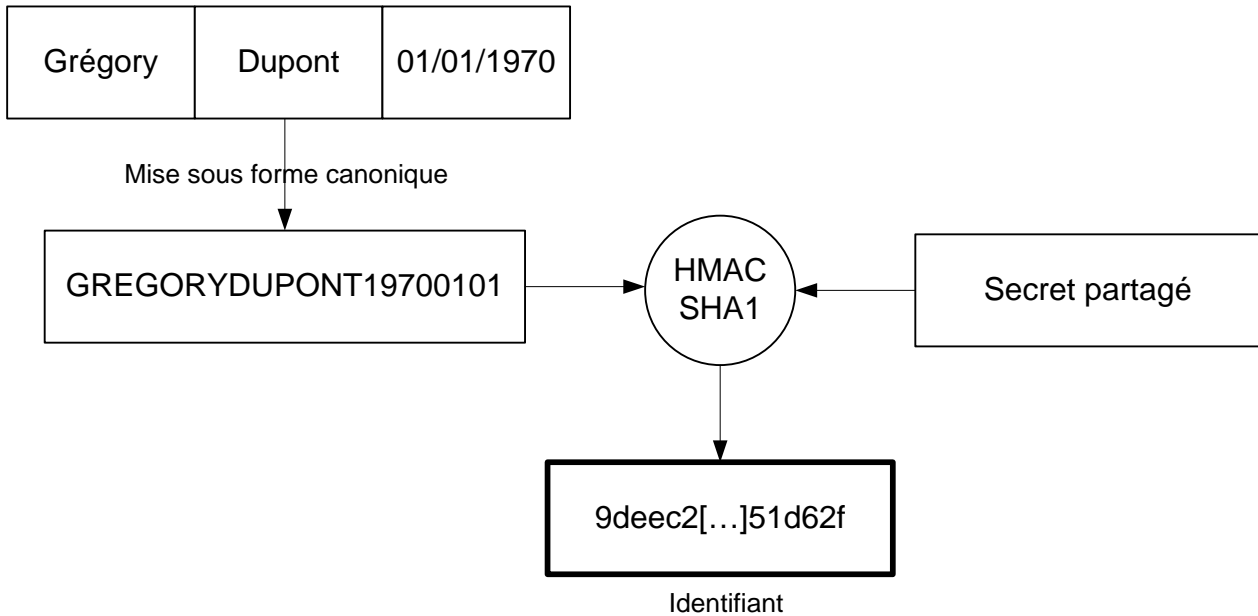 Grégory
Dupont
01/01/1970
Mise sous forme canonique
GREGORYDUPONT19700101
HMAC
SHA1
Secret partagé
9deec2[…]51d62f
Identifiant